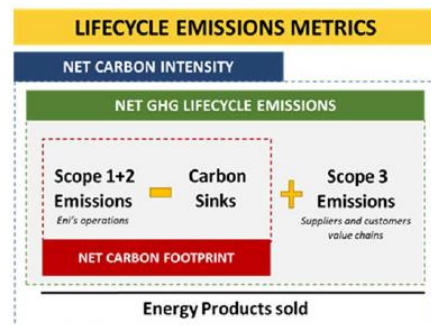 LIFECYCLE EMISSIONS METRICS
NET CARBON INTENSITY
NET GHG LIFECYCLE EMISSIONS
Scope 1+2
Emissions
Eni's operations
Carbon
Sinks
Scope 3
Emissions
Suppliers and customers
value chains
NET CARBON FOOTPRINT
Energy Products sold